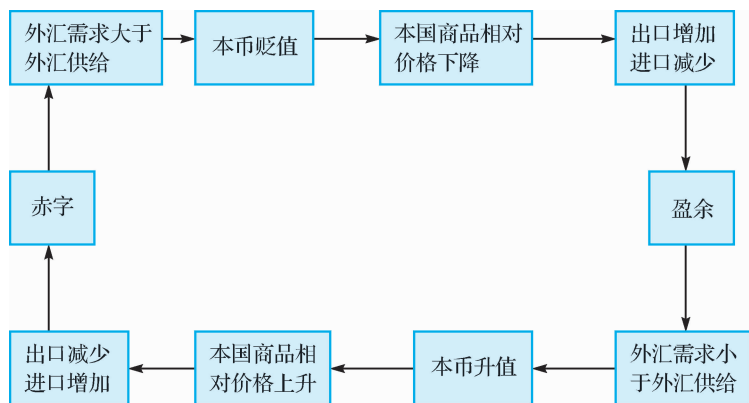 外汇需求大于
外汇供给
本币贬值
本国商品相对
价格下降
出口增加
进口减少
赤字
盈余
出口减少
进口增加
本国商品相
对价格上升
本币升值
外汇需求小
于外汇供给